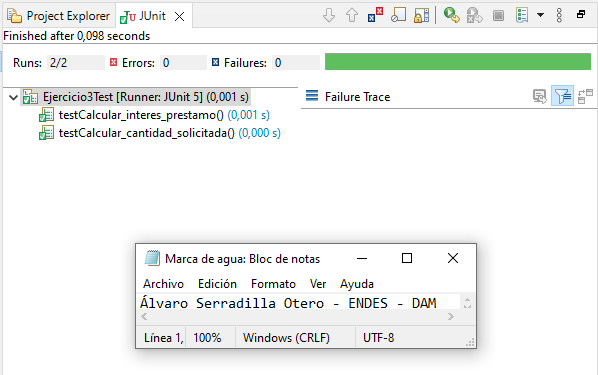 Project Explorer JUnit
Finished after 0,098 seconds
Runs: 2/2 Errors: 0 Failures: 0
Ejercicio3Test [Runner: JUnit 5] (0,001 s)
Failure Trace
testCalcular_interes_prestamo() (0,001 s)
testCalcular_cantidad_solicitada() (0,000 s)
Marca de agua: Bloc de notas
Archivo Edición Formato Ver Ayuda
Álvaro Serradilla Otero - ENDES - DAM
Línea 1, 100% Windows (CRLF) UTF-8